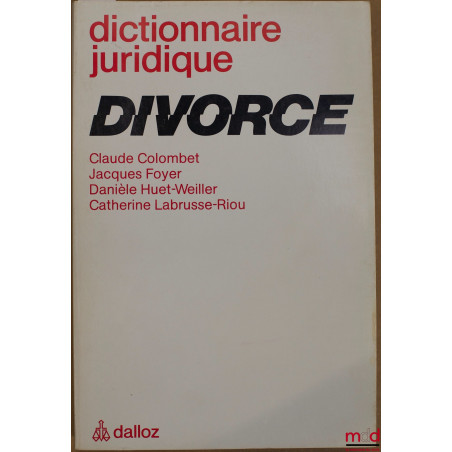 dictionnaire
juridique
DIVORCE
Claude Colombet
Jacques Foyer
Danièle Huet-Weiller
Catherine Labrusse-Riou
dalloz